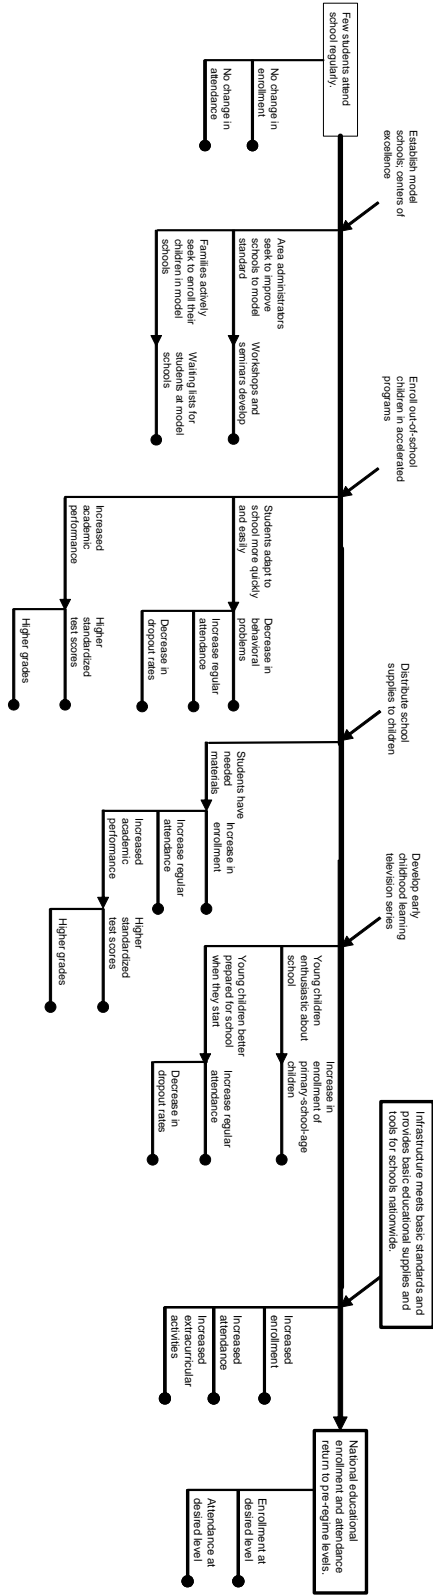 Few students attend
school regularly.
No change in
enrollment
No change in
attendance
Establish model
schools; centers of
excellence
Area administrators
seek to improve
schools to model
standard
Workshops and
seminars develop
Families actively
seek to enroll their
children in model
schools
Waiting lists for
students at model
schools
Enroll out-of-school
children in accelerated
programs
Students adapt to
school more quickly
and easily
Decrease in
behavioral
problems
Increase regular
attendance
Decrease in
dropout rates
Increased
academic
performance
Higher
standardized
test scores
Higher grades
Distribute school
supplies to children
Students have
needed
materials
Increase in
enrollment
Increase regular
attendance
Increased
academic
performance
Higher
standardized
test scores
Higher grades
Develop early
childhood learning
television series
Young children
enthusiastic about
school
Increase in
enrollment of
primary-school-age
children
Young children better
prepared for school
when they start
Increase regular
attendance
Decrease in
dropout rates
Infrastructure meets basic standards and
provides basic educational supplies and
tools for schools nationwide.
Increased
enrollment
Increased
attendance
Increased
extracurricular
activities
National educational
enrollment and attendance
return to pre-regime levels.
Enrollment at
desired level
Attendance at
desired level